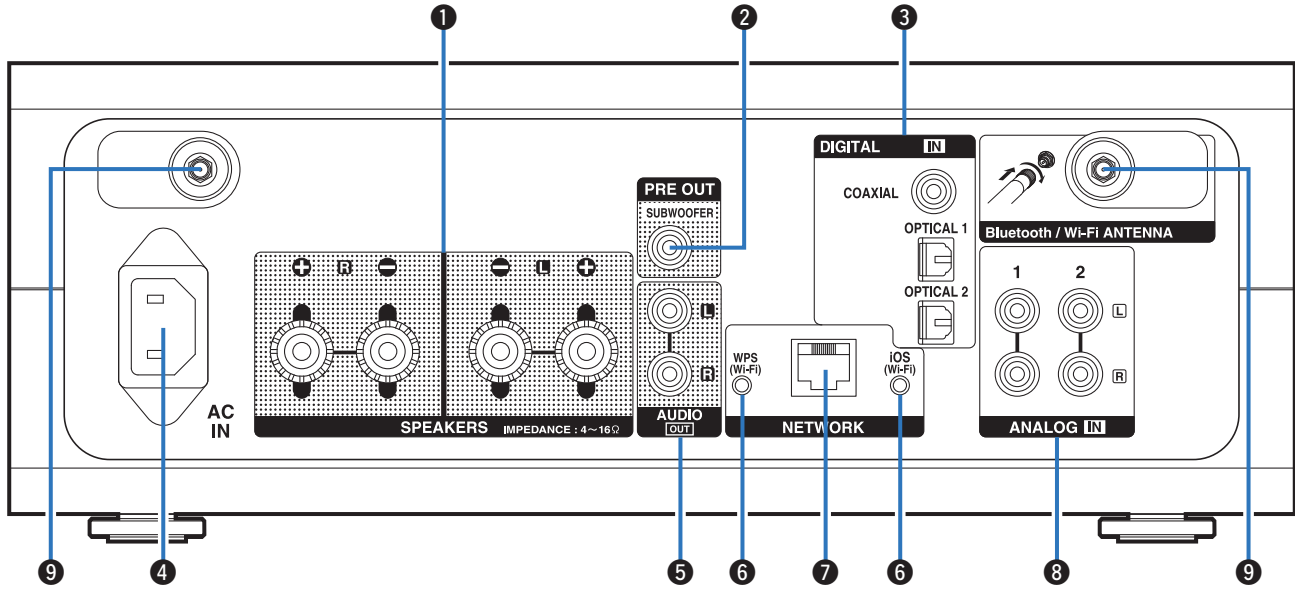 1 2 3
DIGITAL IN
COAXIAL
OPTICAL 1
OPTICAL 2
Bluetooth / Wi-Fi ANTENNA
PRE OUT
SUBWOOFER
+ R − − L +
SPEAKERS IMPEDANCE : 4~16Ω
AC
IN
L
R
AUDIO
OUT
WPS
(Wi-Fi)
iOS
(Wi-Fi)
NETWORK
1 2
L
R
ANALOG IN
9 4 5 6 7 6 8 9
9 9